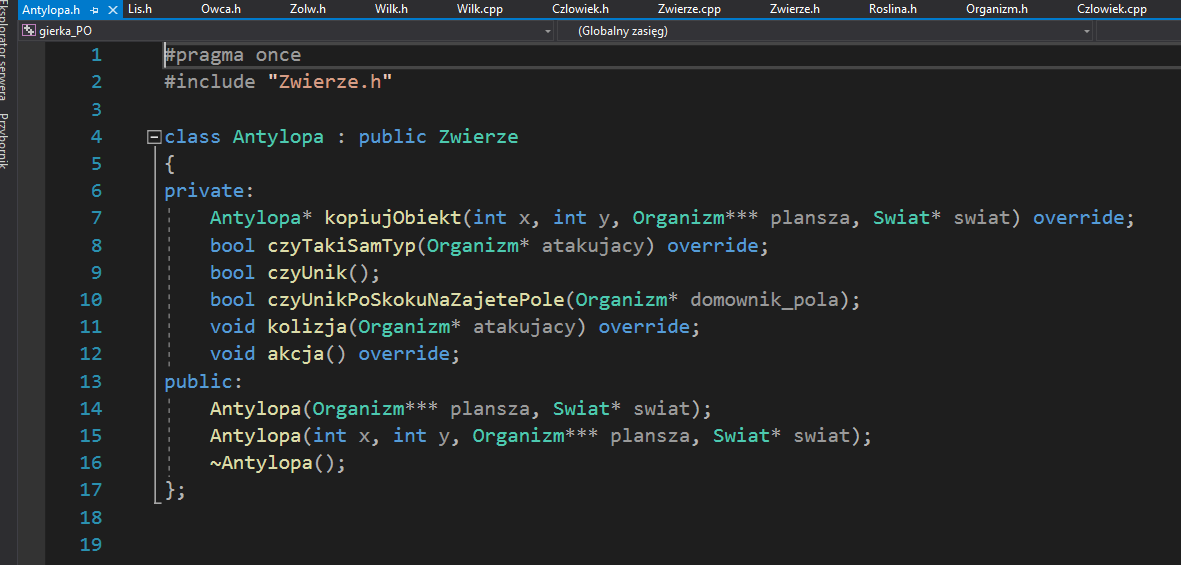 Antylopa.h Lis.h Owca.h Zolw.h Wilk.h Wilk.cpp Czlowiek.h Zwierze.cpp Zwierze.h Roslina.h Organizm.h Czlowiek.cpp
gierka_PO (Globalny zasięg)
Eksplorator serwera
Przybornik
1 #pragma once
2 #include "Zwierze.h"
3
4 class Antylopa : public Zwierze
5 {
6 private:
7 Antylopa* kopiujObiekt(int x, int y, Organizm*** plansza, Swiat* swiat) override;
8 bool czyTakiSamTyp(Organizm* atakujacy) override;
9 bool czyUnik();
10 bool czyUnikPoSkokuNaZajetePole(Organizm* domownik_pola);
11 void kolizja(Organizm* atakujacy) override;
12 void akcja() override;
13 public:
14 Antylopa(Organizm*** plansza, Swiat* swiat);
15 Antylopa(int x, int y, Organizm*** plansza, Swiat* swiat);
16 ~Antylopa();
17 };
18
19